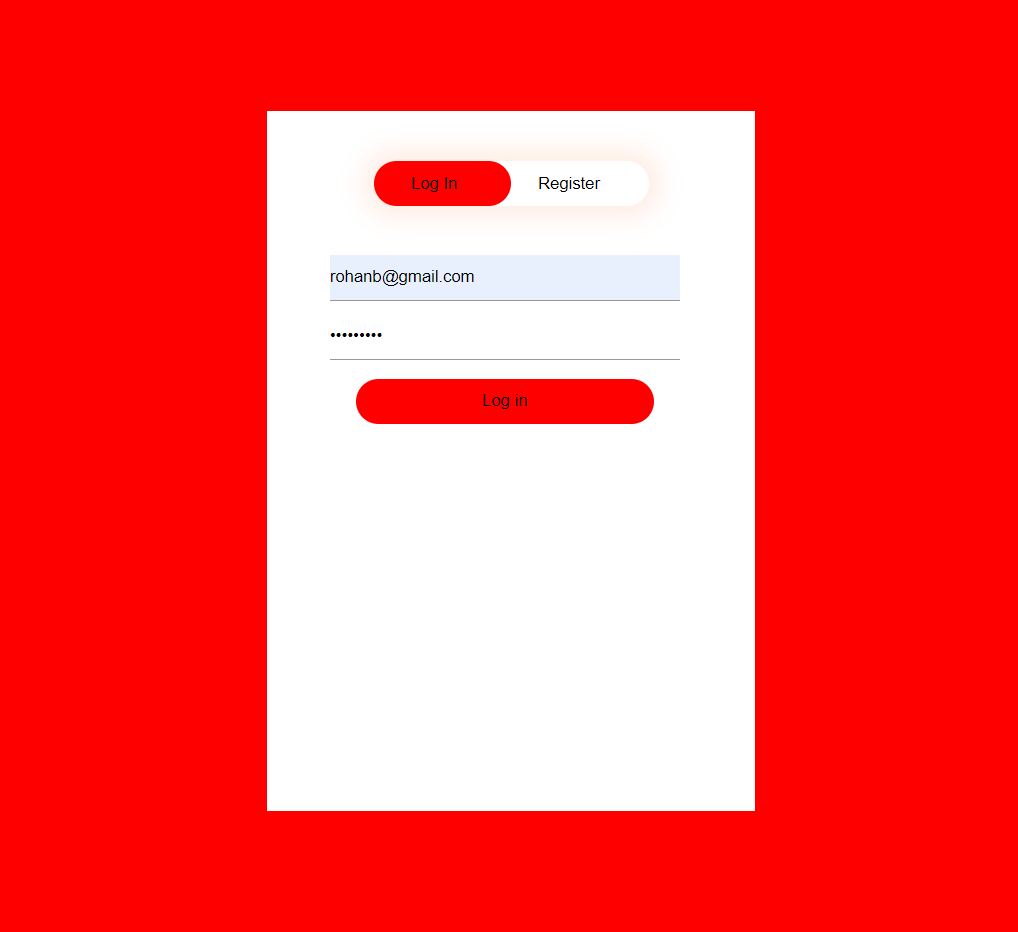 Log In Register
rohanb@gmail.com
•••••••••
Log in